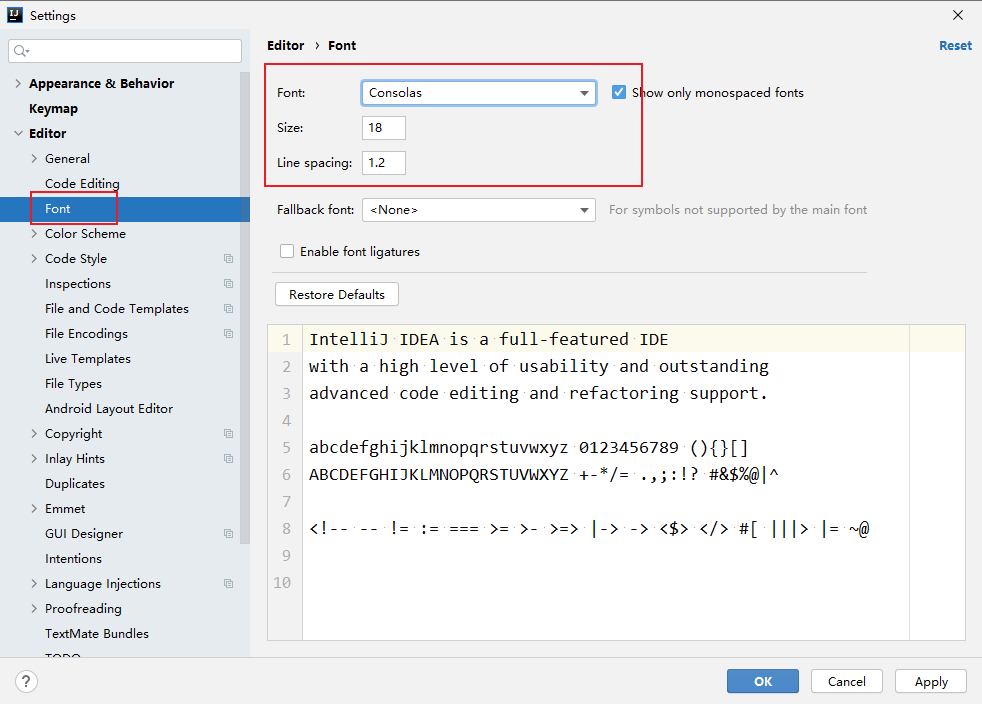 Settings
Editor › Font
Reset
Appearance & Behavior
Keymap
Editor
General
Code Editing
Font
Color Scheme
Code Style
Inspections
File and Code Templates
File Encodings
Live Templates
File Types
Android Layout Editor
Copyright
Inlay Hints
Duplicates
Emmet
GUI Designer
Intentions
Language Injections
Proofreading
TextMate Bundles
TODO
Font: Consolas Show only monospaced fonts
Size: 18
Line spacing: 1.2
Fallback font: <None> For symbols not supported by the main font
Enable font ligatures
Restore Defaults
1 IntelliJ IDEA is a full-featured IDE
2 with a high level of usability and outstanding
3 advanced code editing and refactoring support.
4
5 abcdefghijklmnopqrstuvwxyz 0123456789 (){}[]
6 ABCDEFGHIJKLMNOPQRSTUVWXYZ +-*/= .,;:!? #&$%@|^
7
8 <!-- -- != := === >= >- >=> |-> -> <$> </> #[ |||> |= ~@
9
10
?
OK Cancel Apply